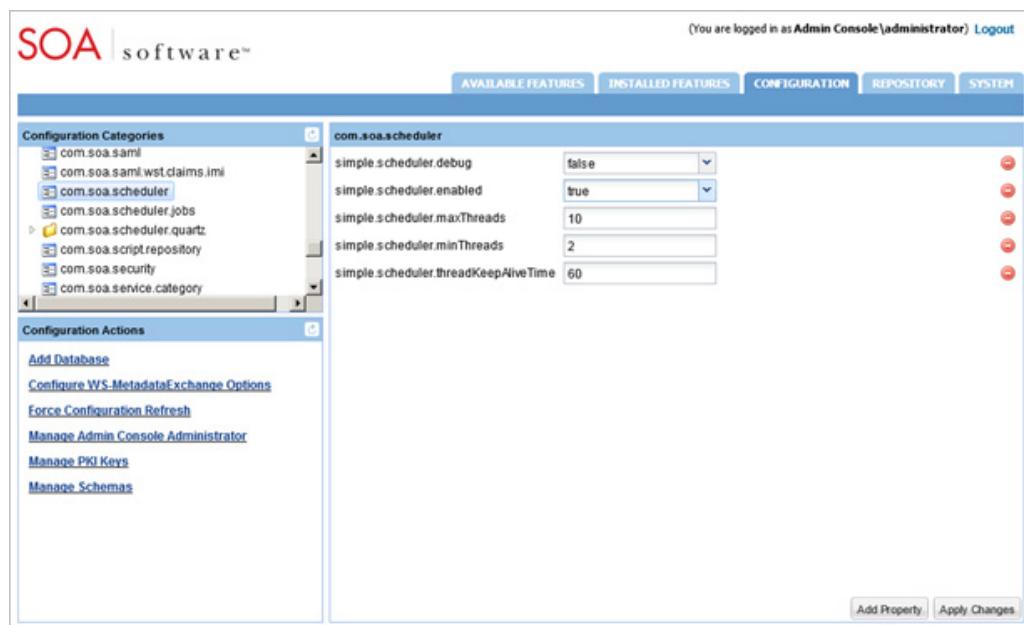 (You are logged in as Admin Console\administrator) Logout
SOA software™
AVAILABLE FEATURES INSTALLED FEATURES CONFIGURATION REPOSITORY SYSTEM
Configuration Categories
com.soa.saml
com.soa.saml.wst.claims.imi
com.soa.scheduler
com.soa.scheduler.jobs
com.soa.scheduler.quartz
com.soa.script.repository
com.soa.security
com.soa.service.category
Configuration Actions
Add Database
Configure WS-MetadataExchange Options
Force Configuration Refresh
Manage Admin Console Administrator
Manage PKI Keys
Manage Schemas
com.soa.scheduler
simple.scheduler.debug false
simple.scheduler.enabled true
simple.scheduler.maxThreads 10
simple.scheduler.minThreads 2
simple.scheduler.threadKeepAliveTime 60
Add Property Apply Changes